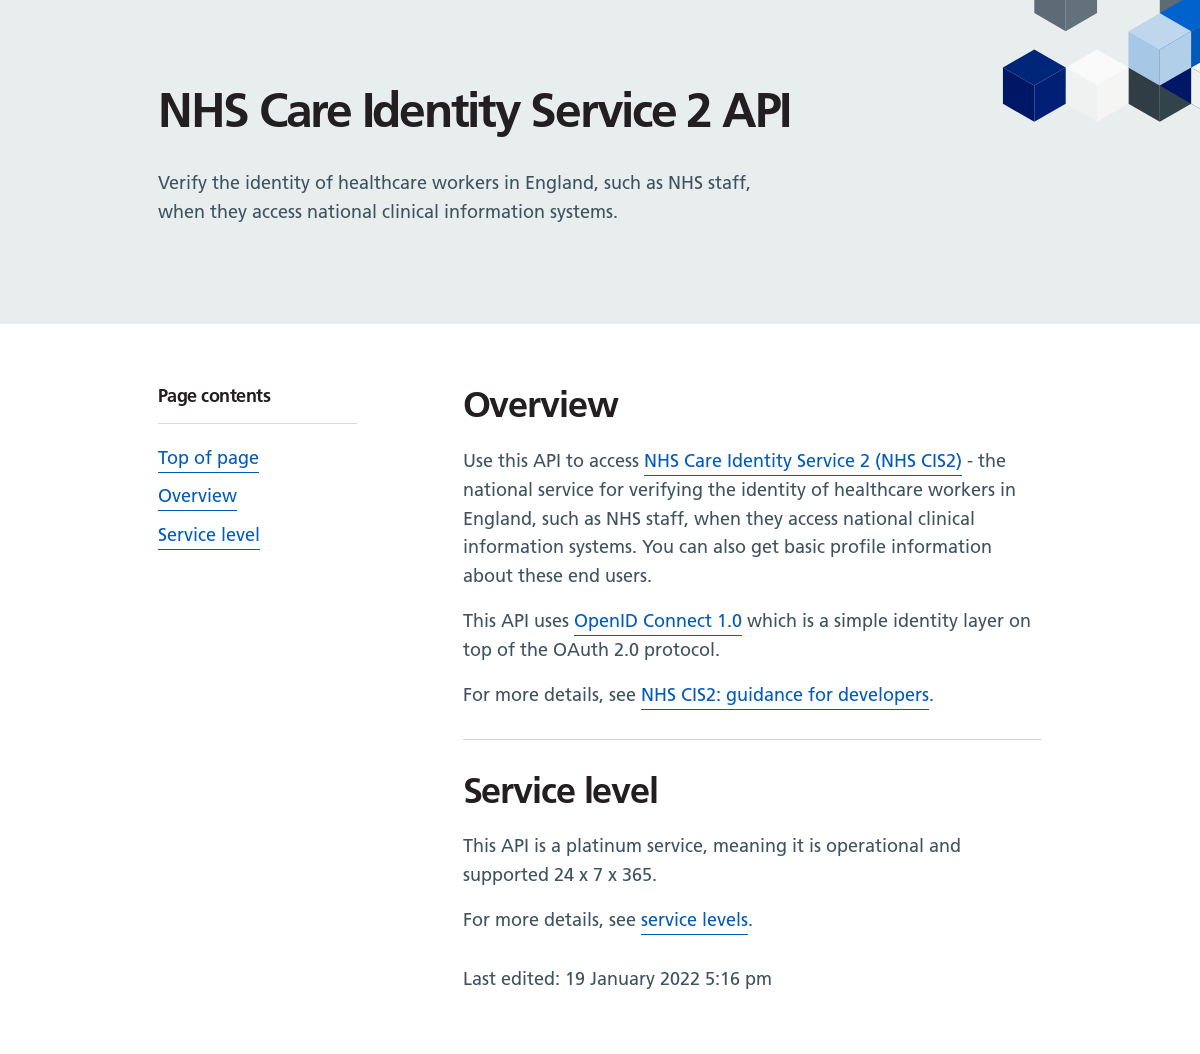 NHS Care Identity Service 2 API
Verify the identity of healthcare workers in England, such as NHS staff,
when they access national clinical information systems.
Page contents
Top of page
Overview
Service level
Overview
Use this API to access NHS Care Identity Service 2 (NHS CIS2) - the
national service for verifying the identity of healthcare workers in
England, such as NHS staff, when they access national clinical
information systems. You can also get basic profile information
about these end users.
This API uses OpenID Connect 1.0 which is a simple identity layer on
top of the OAuth 2.0 protocol.
For more details, see NHS CIS2: guidance for developers.
Service level
This API is a platinum service, meaning it is operational and
supported 24 x 7 x 365.
For more details, see service levels.
Last edited: 19 January 2022 5:16 pm